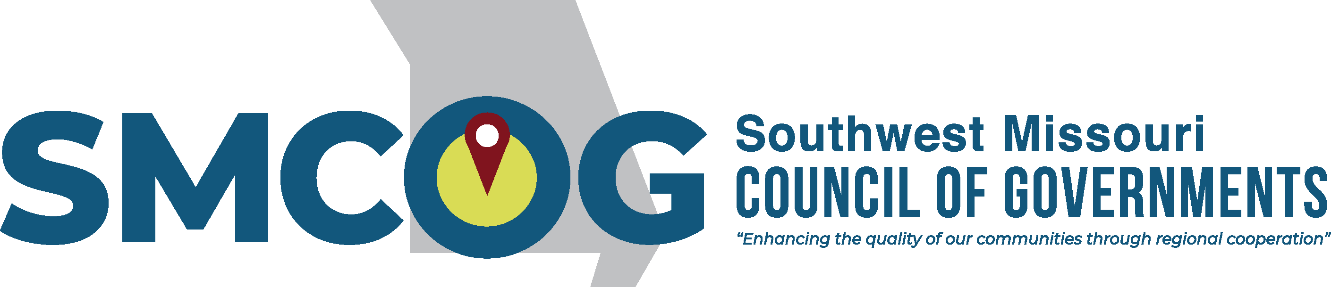 SMCOG
Southwest Missouri
COUNCIL OF GOVERNMENTS
“Enhancing the quality of our communities through regional cooperation”